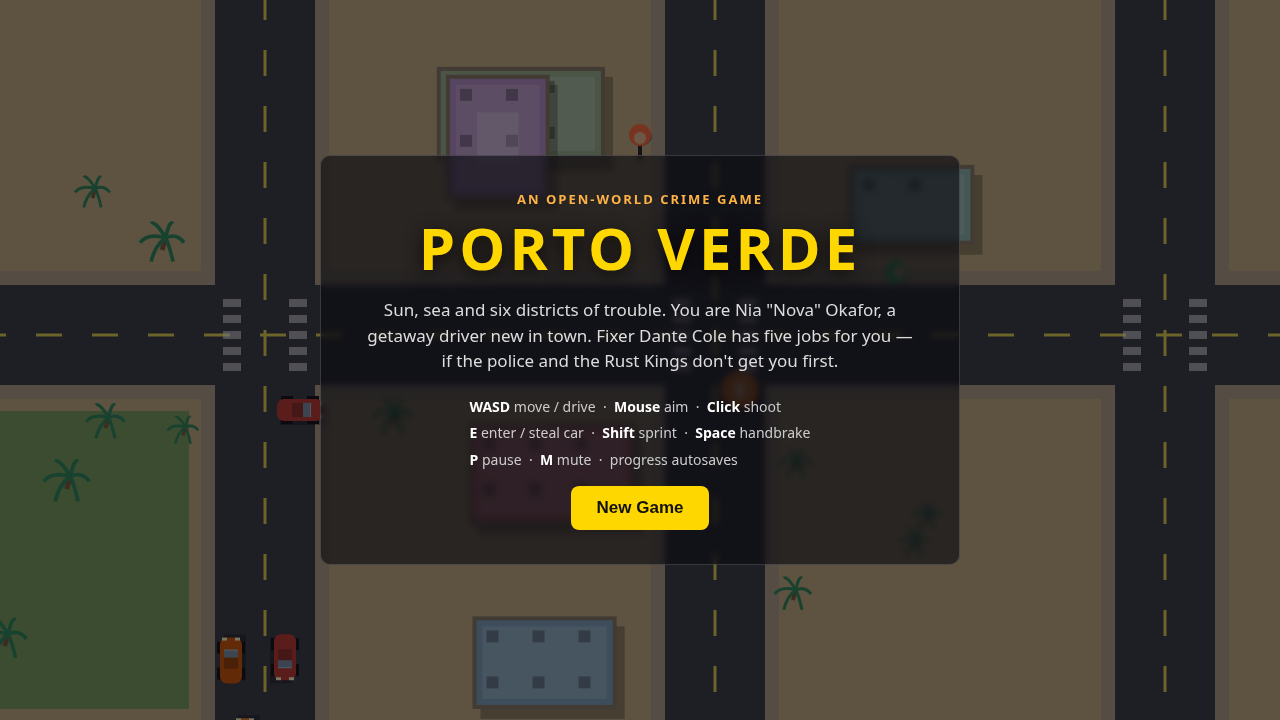 AN OPEN-WORLD CRIME GAME
PORTO VERDE
Sun, sea and six districts of trouble. You are Nia "Nova" Okafor, a
getaway driver new in town. Fixer Dante Cole has five jobs for you —
if the police and the Rust Kings don't get you first.
WASD move / drive · Mouse aim · Click shoot
E enter / steal car · Shift sprint · Space handbrake
P pause · M mute · progress autosaves
New Game